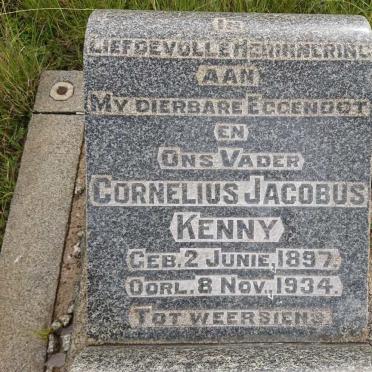 IN
LIEFDEVOLLE HERINNERING
AAN
MY DIERBARE EGGENOOT
EN
ONS VADER
CORNELIUS JACOBUS
KENNY
GEB. 2 JUNIE, 1897.
OORL. 8 NOV. 1934.
TOT WEERSIENS.